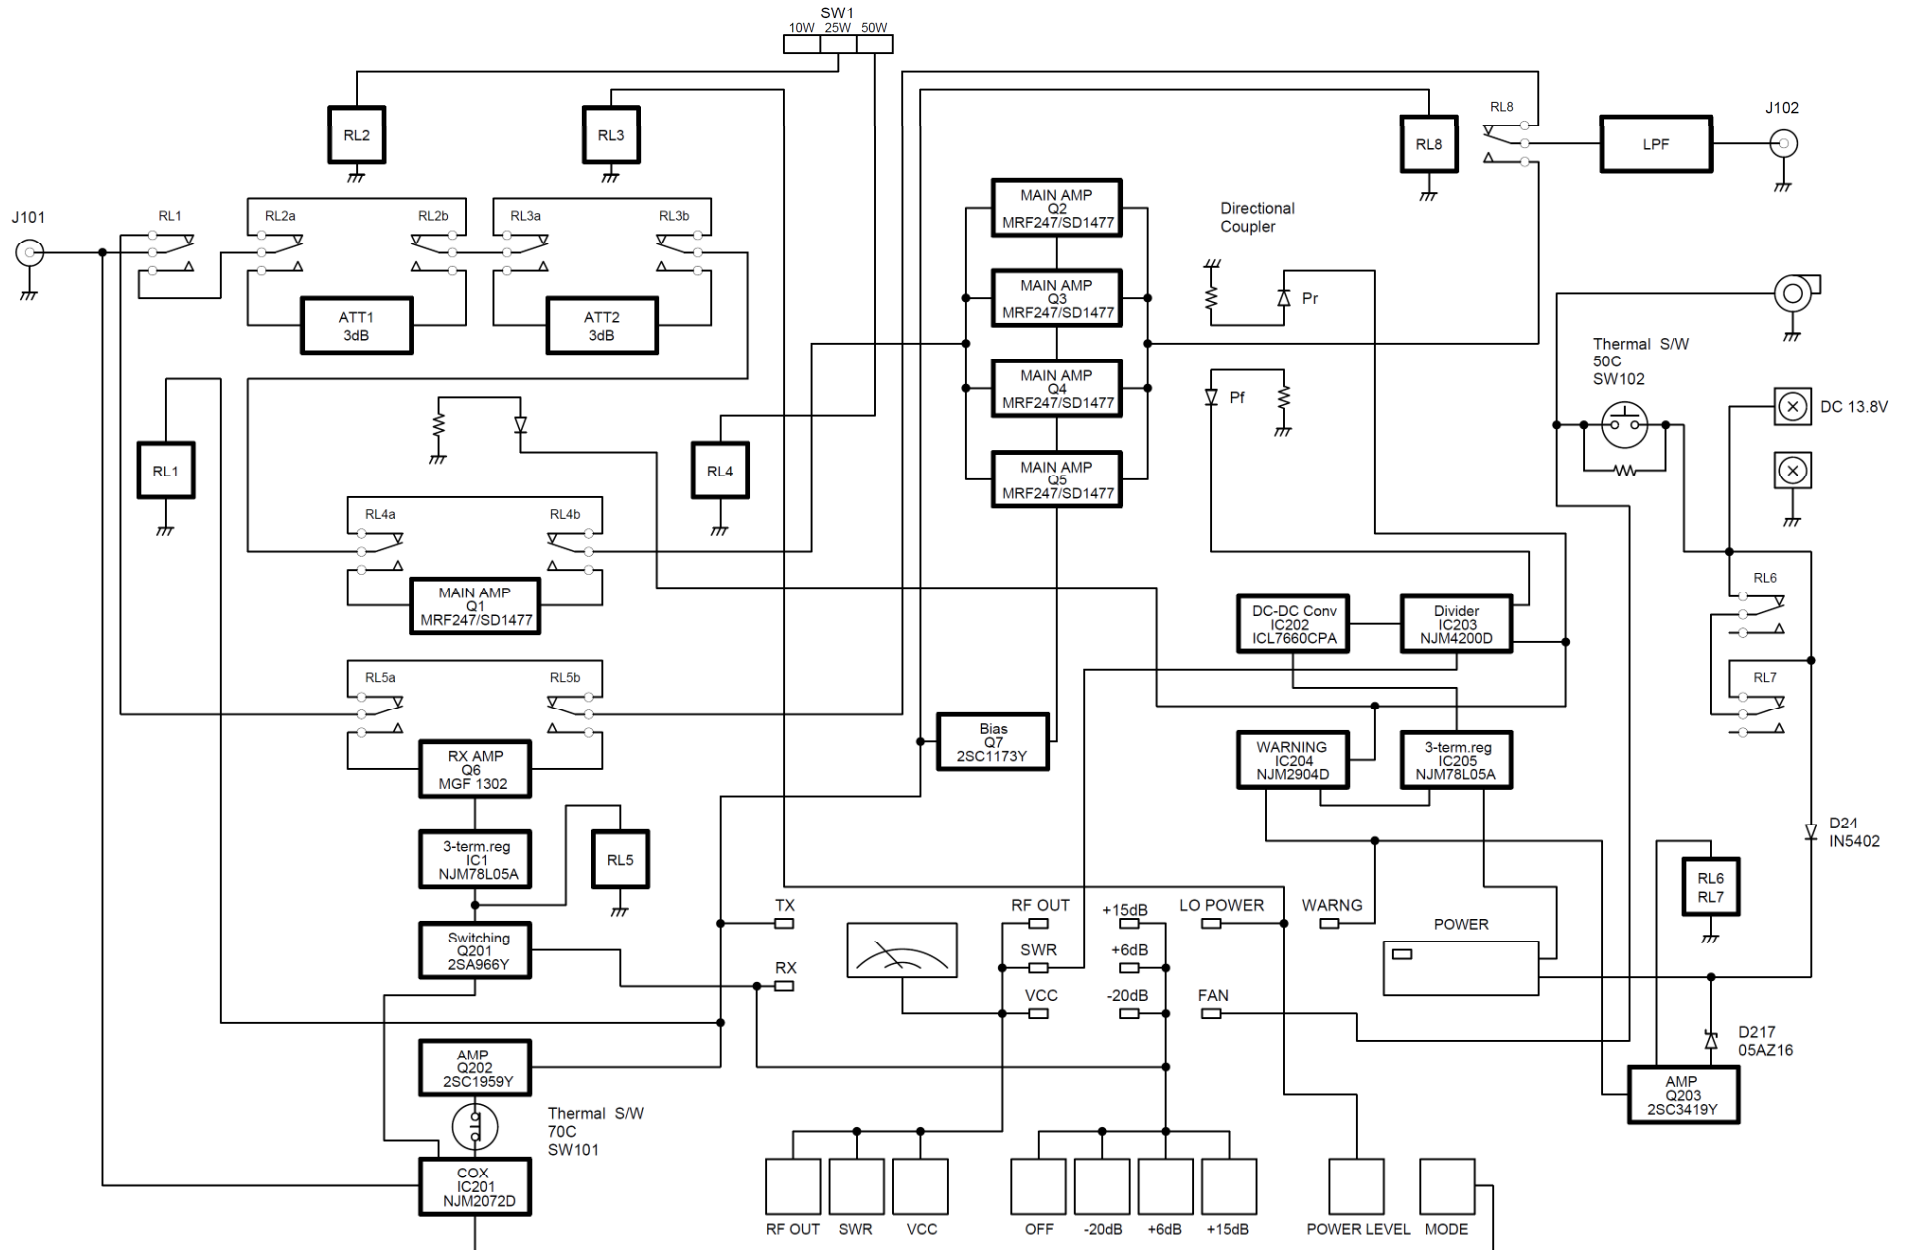 SW1
10W 25W 50W
RL2
RL3
RL8
RL8
LPF
J102
J101
RL1
RL2a
RL2b
RL3a
RL3b
MAIN AMP
Q2
MRF247/SD1477
Directional
Coupler
MAIN AMP
Q3
MRF247/SD1477
Pr
ATT1
3dB
ATT2
3dB
Thermal S/W
50C
SW102
MAIN AMP
Q4
MRF247/SD1477
Pf
DC 13.8V
RL1
RL4
MAIN AMP
Q5
MRF247/SD1477
RL4a
RL4b
MAIN AMP
Q1
MRF247/SD1477
DC-DC Conv
IC202
ICL7660CPA
Divider
IC203
NJM4200D
RL6
RL5a
RL5b
RL7
Bias
Q7
2SC1173Y
WARNING
IC204
NJM2904D
3-term.reg
IC205
NJM78L05A
RX AMP
Q6
MGF 1302
3-term.reg
IC1
NJM78L05A
RL5
D24
IN5402
RL6
RL7
TX
RF OUT
+15dB
LO POWER
WARNG
POWER
Switching
Q201
2SA966Y
SWR
+6dB
RX
VCC
-20dB
FAN
D217
05AZ16
AMP
Q202
2SC1959Y
AMP
Q203
2SC3419Y
Thermal S/W
70C
SW101
COX
IC201
NJM2072D
RF OUT
SWR
VCC
OFF
-20dB
+6dB
+15dB
POWER LEVEL
MODE